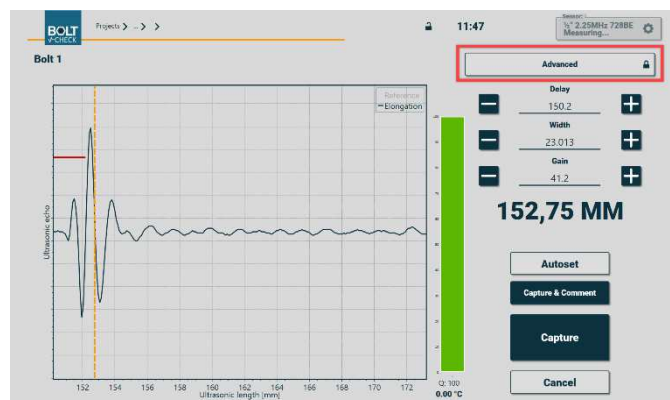 BOLT
✓-CHECK
Projects > .. > >
11:47
Sensor:
½" 2.25MHz 728BE
Measuring...
Bolt 1
Advanced
Reference
Elongation
Delay
150.2
Width
23.013
Gain
41.2
152,75 MM
Ultrasonic echo
Autoset
Capture & Comment
Capture
Cancel
152 154 156 158 160 162 164 166 168 170 172
Ultrasonic length [mm]
Q: 100
0.00 °C